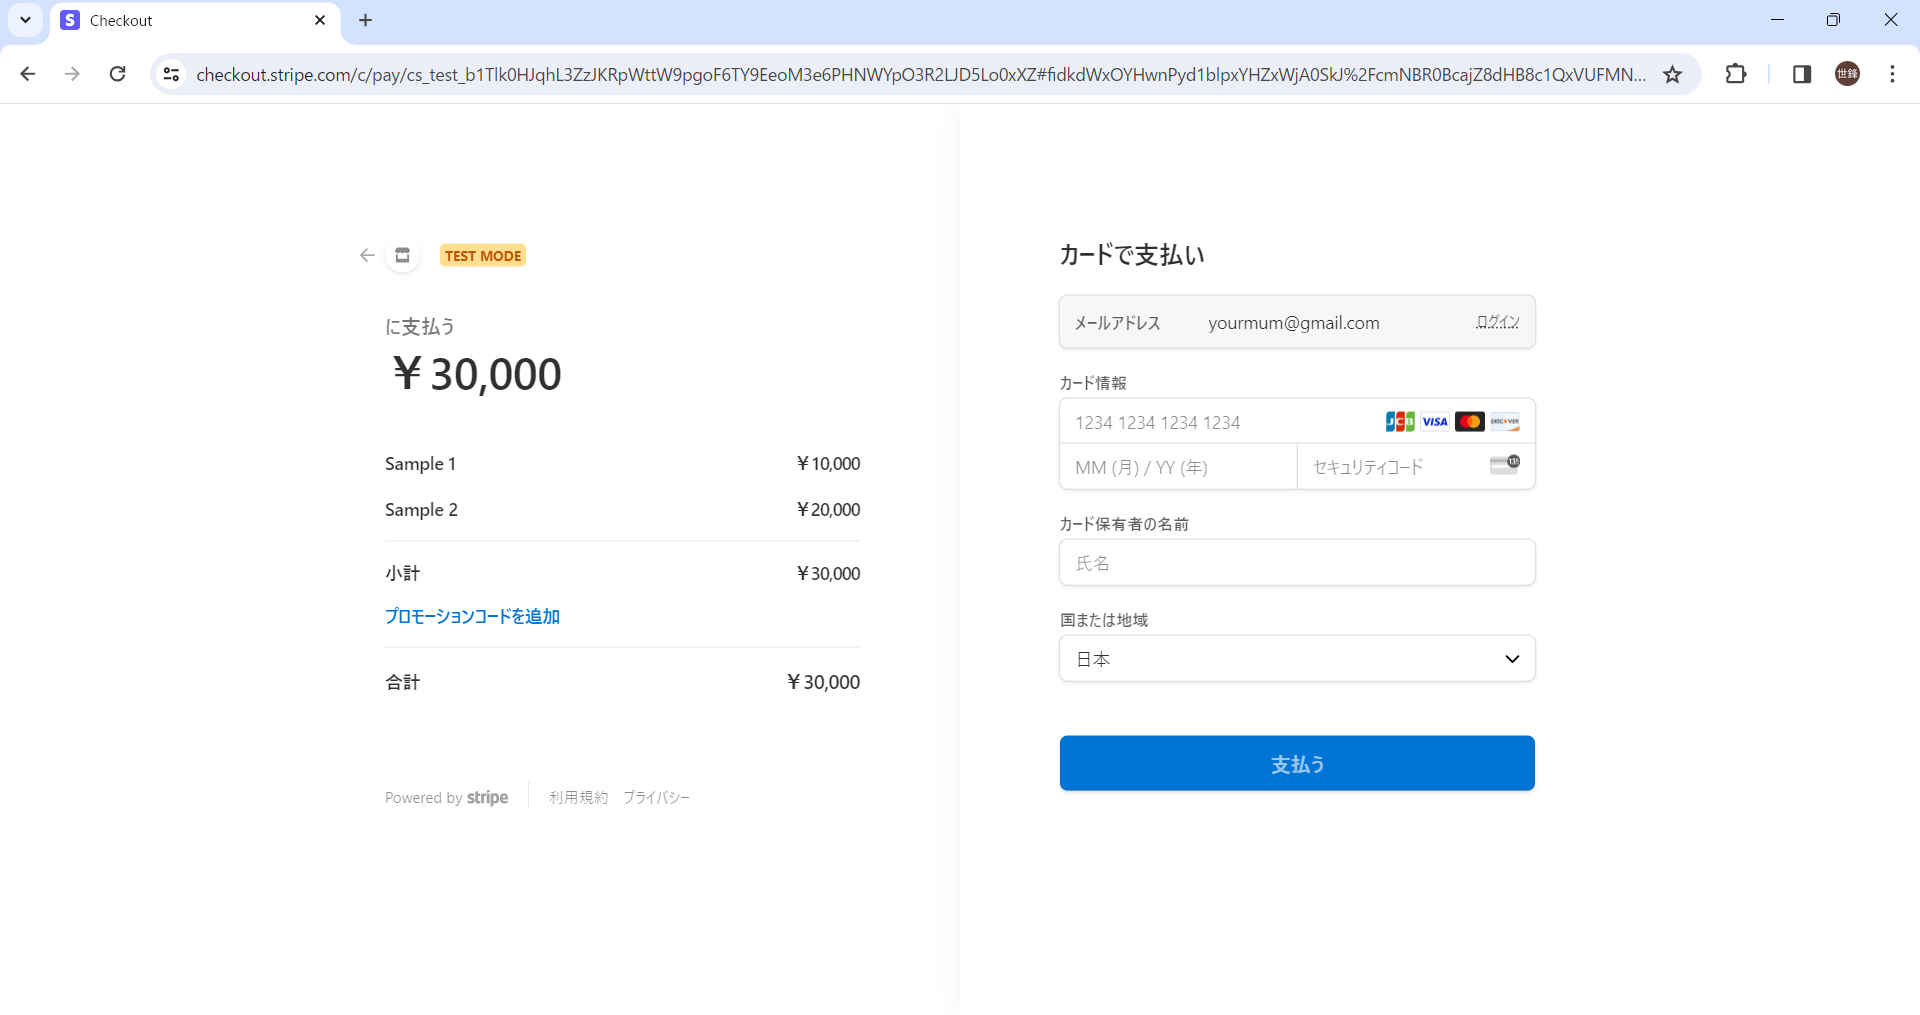 Checkout
checkout.stripe.com/c/pay/cs_test_b1Tlk0HJqhL3ZzJKRpWttW9pgoF6TY9EeoM3e6PHNWYpO3R2LJD5Lo0xXZ#fidkdWxOYHwnPyd1blpxYHZxWjA0SkJ%2FcmNBR0BcajZ8dHB8c1QxVUFMN...
世鋒
TEST MODE
に支払う
￥30,000
Sample 1 ￥10,000
Sample 2 ￥20,000
小計 ￥30,000
プロモーションコードを追加
合計 ￥30,000
Powered by stripe 利用規約 プライバシー
カードで支払い
メールアドレス yourmum@gmail.com ログイン
カード情報
1234 1234 1234 1234 JCB VISA DISCOVER
MM (月) / YY (年) セキュリティコード 135
カード保有者の名前
氏名
国または地域
日本
支払う